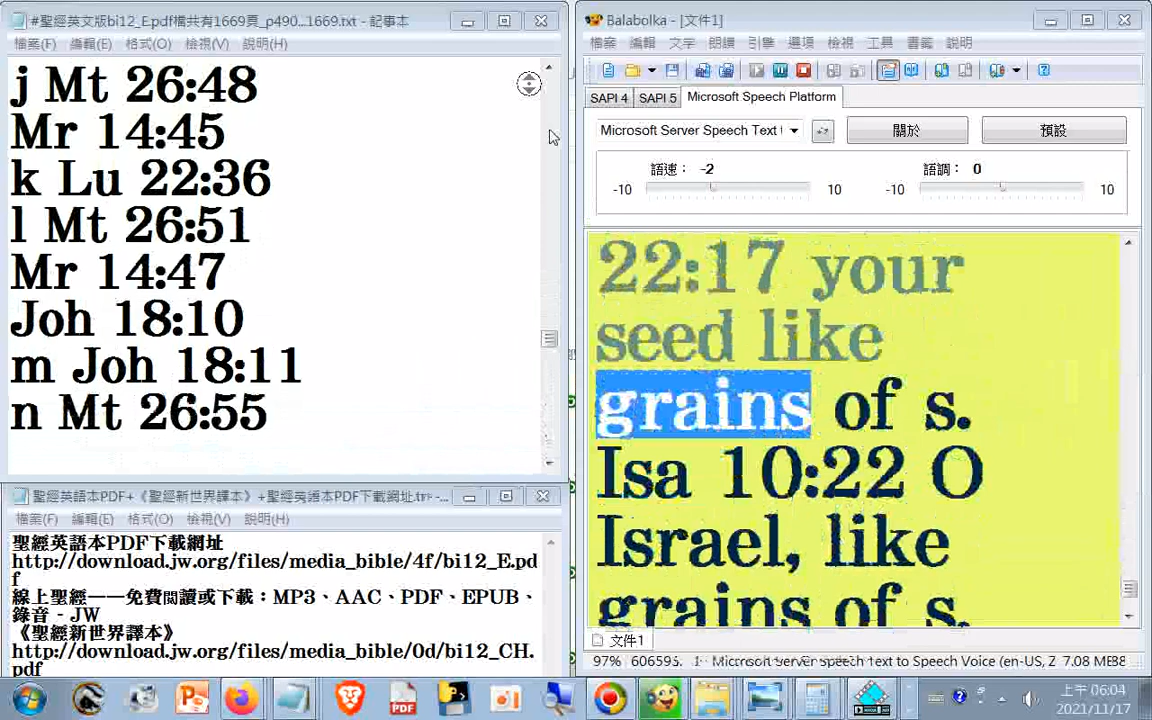 #聖經英文版bi12_E.pdf橫共有1669頁_p490...1669.txt - 記事本
檔案(F) 編輯(E) 格式(O) 檢視(V) 說明(H)
j Mt 26:48
Mr 14:45
k Lu 22:36
l Mt 26:51
Mr 14:47
Joh 18:10
m Joh 18:11
n Mt 26:55
聖經英語本PDF+《聖經新世界譯本》+聖經英語本PDF下載網址.txt - ...
檔案(F) 編輯(E) 格式(O) 檢視(V) 說明(H)
聖經英語本PDF下載網址
http://download.jw.org/files/media_bible/4f/bi12_E.pd
f
線上聖經——免費閱讀或下載：MP3、AAC、PDF、EPUB、
錄音 - JW
《聖經新世界譯本》
http://download.jw.org/files/media_bible/0d/bi12_CH.
pdf
Balabolka - [文件1]
檔案 編輯 文字 朗讀 引擎 選項 檢視 工具 書籤 說明
SAPI 4 SAPI 5 Microsoft Speech Platform
Microsoft Server Speech Text t
關於 預設
語速： -2 語調： 0
-10 10 -10 10
22:17 your
seed like
grains of s.
Isa 10:22 O
Israel, like
grains of s.
文件1
97% 606595: 1 Microsoft Server Speech Text to Speech Voice (en-US, Z 7.08 MB
上午 06:04
2021/11/17